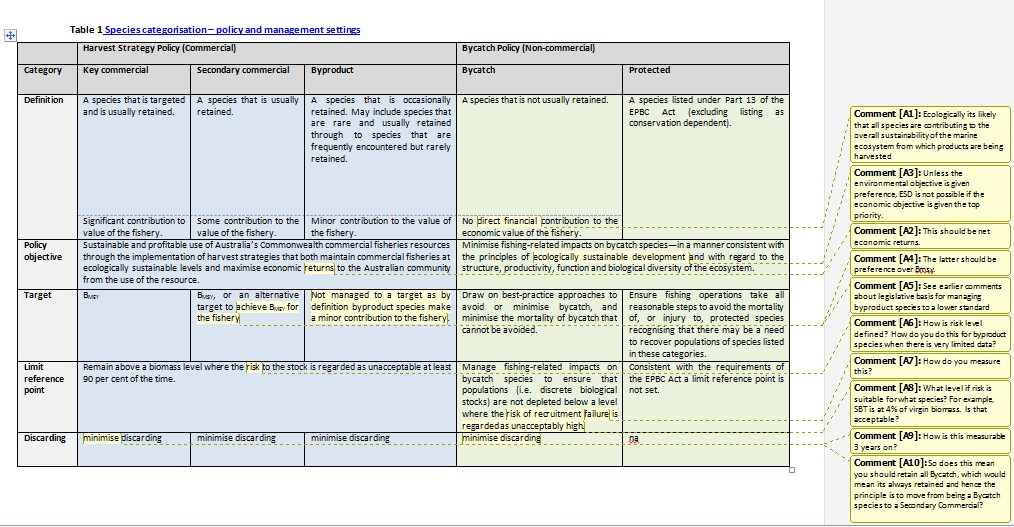 Table 1 Species categorisation – policy and management settings
Harvest Strategy Policy (Commercial)
Bycatch Policy (Non-commercial)
Category
Key commercial
Secondary commercial
Byproduct
Bycatch
Protected
Definition
A species that is targeted
and is usually retained.
A species that is usually
retained.
A species that is occasionally
retained. May include species that
are rare and usually retained
through to species that are
frequently encountered but rarely
retained.
A species that is not usually retained.
A species listed under Part 13 of the
EPBC Act (excluding listing as
conservation dependent).
Significant contribution to
value of the fishery.
Some contribution to the
value of the fishery.
Minor contribution to the value of
the fishery.
No direct financial contribution to the
economic value of the fishery.
Policy
objective
Sustainable and profitable use of Australia's Commonwealth commercial fisheries resources
through the implementation of harvest strategies that both maintain commercial fisheries at
ecologically sustainable levels and maximise economic returns to the Australian community
from the use of the resource.
Minimise fishing-related impacts on bycatch species—in a manner consistent with
the principles of ecologically sustainable development and with regard to the
structure, productivity, function and biological diversity of the ecosystem.
Target
BMEY
BMEY, or an alternative
target to achieve BMEY for
the fishery
Not managed to a target as by
definition byproduct species make
a minor contribution to the fishery.
Draw on best-practice approaches to
avoid or minimise bycatch, and
minimise the mortality of bycatch that
cannot be avoided.
Ensure fishing operations take all
reasonable steps to avoid the mortality
of, or injury to, protected species
recognising that there may be a need
to recover populations of species listed
in these categories.
Limit
reference
point
Remain above a biomass level where the risk to the stock is regarded as unacceptable at least
90 per cent of the time.
Manage fishing-related impacts on
bycatch species to ensure that
populations (i.e. discrete biological
stocks) are not depleted below a level
where the risk of recruitment failure is
regarded as unacceptably high.
Consistent with the requirements of
the EPBC Act a limit reference point is
not set.
Discarding
minimise discarding
minimise discarding
minimise discarding
minimise discarding
na
Comment [A1]: Ecologically its likely
that all species are contributing to the
overall sustainability of the marine
ecosystem from which products are being
harvested
Comment [A3]: Unless the
environmental objective is given
preference, ESD is not possible if the
economic objective is given the top
priority.
Comment [A2]: This should be net
economic returns.
Comment [A4]: The latter should be
preference over Bmsy.
Comment [A5]: See earlier comments
about legislative basis for managing
byproduct species to a lower standard
Comment [A6]: How is risk level
defined? How do you do this for byproduct
species when there is very limited data?
Comment [A7]: How do you measure
this?
Comment [A8]: What level if risk is
suitable for what species? For example,
SBT is at 4% of virgin biomass. Is that
acceptable?
Comment [A9]: How is this measurable
3 years on?
Comment [A10]: So does this mean
you should retain all Bycatch, which would
mean its always retained and hence the
principle is to move from being a Bycatch
species to a Secondary Commercial?